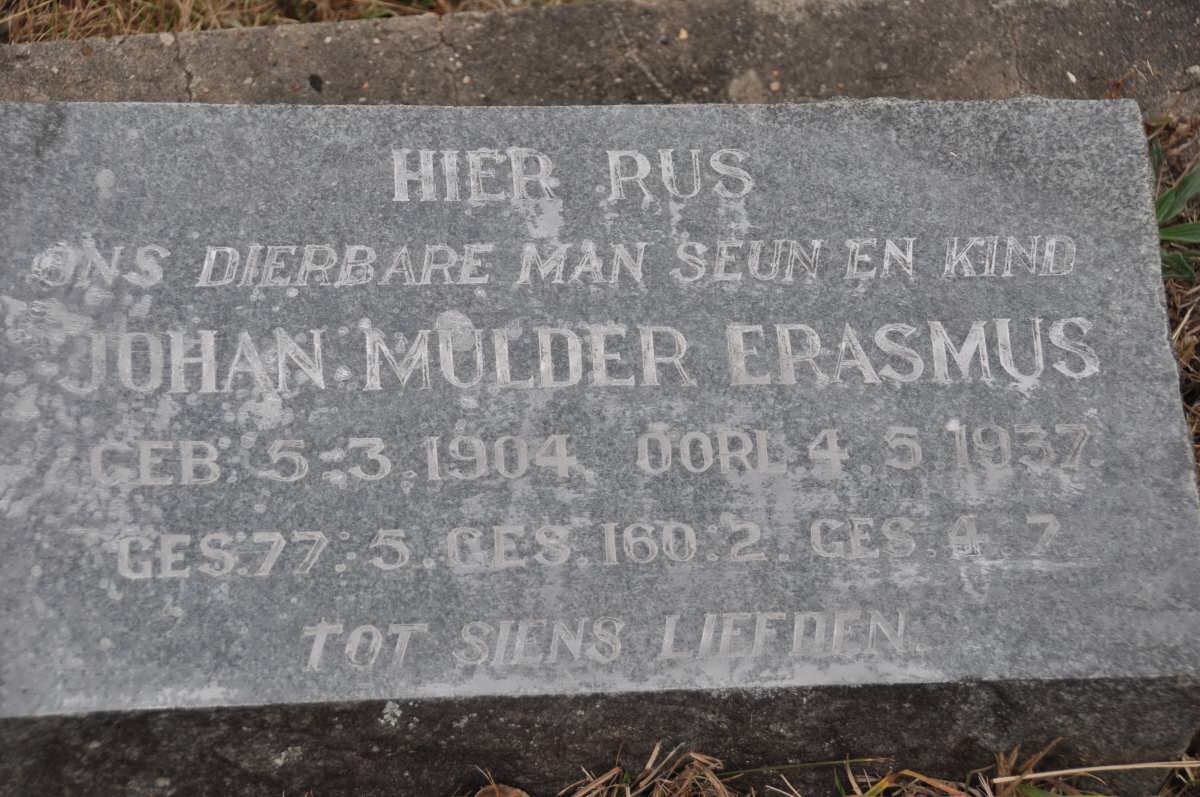 HIER RUS
ONS DIERBARE MAN SEUN EN KIND
JOHAN MULDER ERASMUS
GEB. 5-3.1904 OORL.4.5.1937.
GES.77:5.GES.160:2.GES.4:7.
TOT SIENS LIEFDEN.